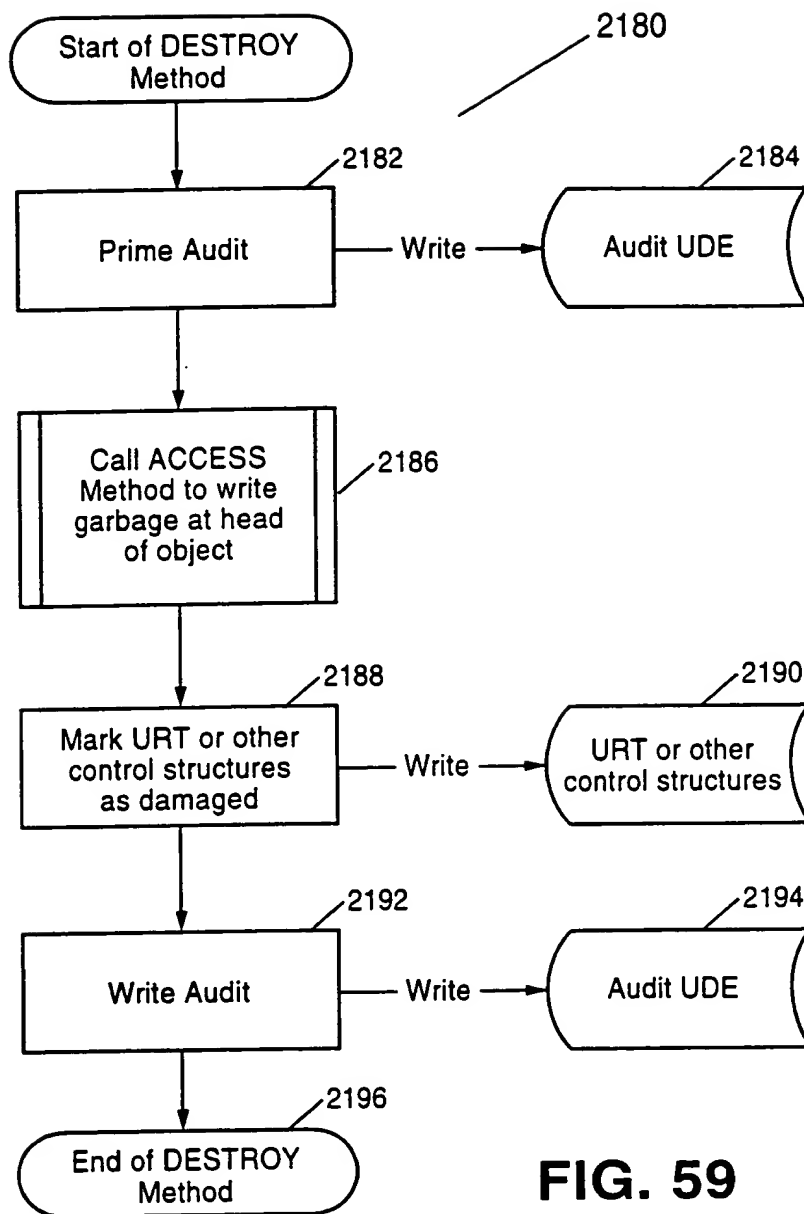 Start of DESTROY
Method
2180
2182
Prime Audit
Write
2184
Audit UDE
Call ACCESS
Method to write
garbage at head
of object
2186
2188
Mark URT or other
control structures
as damaged
Write
2190
URT or other
control structures
2192
Write Audit
Write
2194
Audit UDE
2196
End of DESTROY
Method
FIG. 59